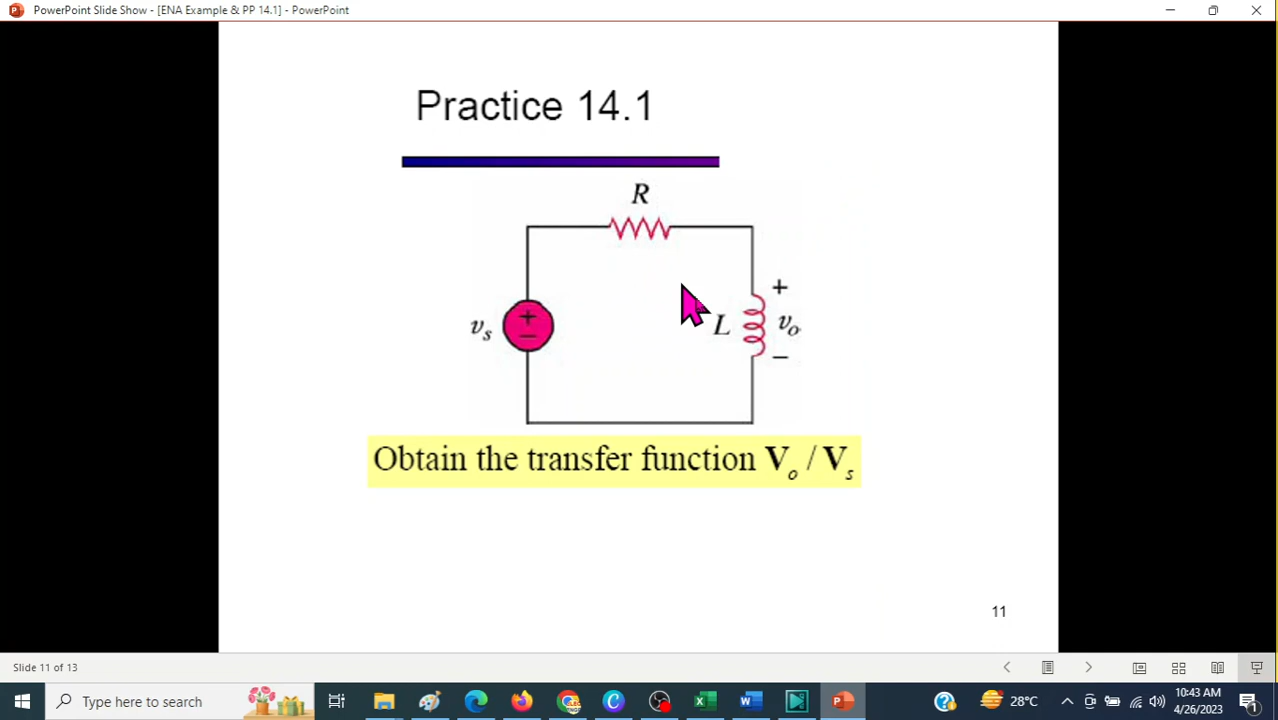 PowerPoint Slide Show - [ENA Example & PP 14.1] - PowerPoint
Practice 14.1
R
+
vs
+
−
L
vo
−
Obtain the transfer function Vo / Vs
11
Slide 11 of 13
Type here to search
28°C
10:43 AM
4/26/2023
1